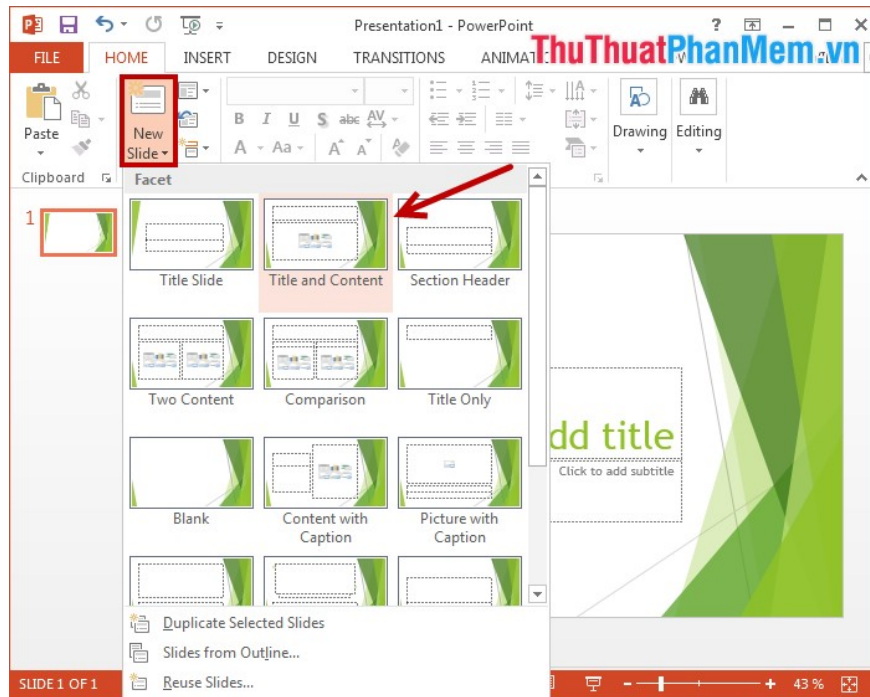 Presentation1 - PowerPoint
FILE HOME INSERT DESIGN TRANSITIONS
ThuThuatPhanMem.vn
Paste
New
Slide
B I U S abc AV
A Aa A A
Drawing Editing
Clipboard
Facet
1
Title Slide Title and Content Section Header
Two Content Comparison Title Only
dd title
Click to add subtitle
Blank Content with Caption Picture with Caption
Duplicate Selected Slides
Slides from Outline...
Reuse Slides...
SLIDE 1 OF 1 43 %